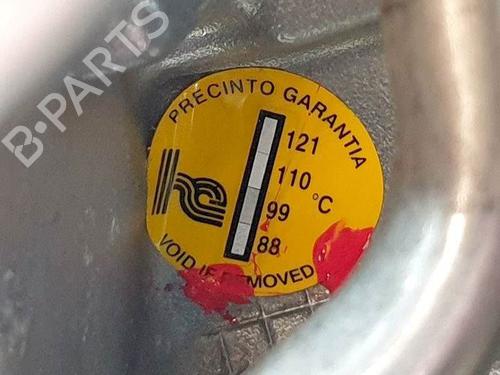 B-PARTS
PRECINTO GARANTIA
121
110
°C
99
88
VOID IF REMOVED